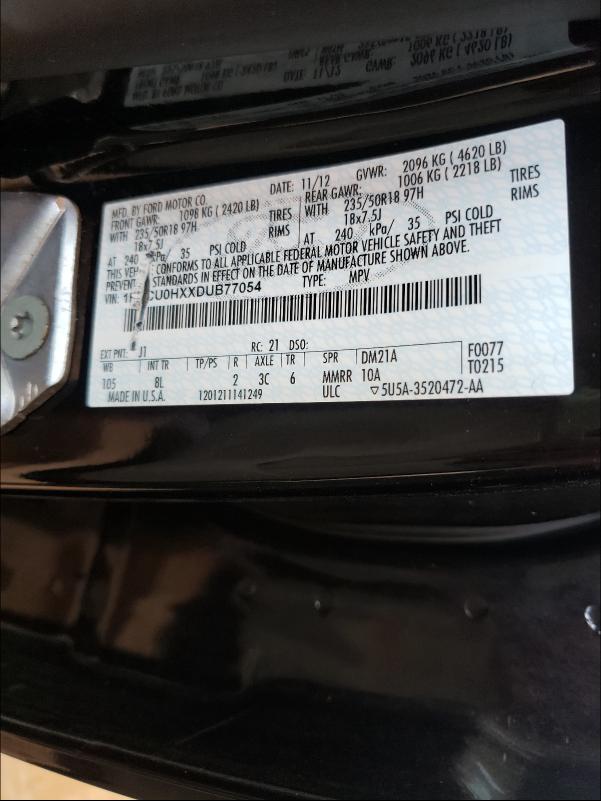 MFD. BY FORD MOTOR CO.
DATE: 11/12 GVWR: 2096 KG ( 4620 LB)
FRONT GAWR: 1098 KG (2420 LB) REAR GAWR: 1006 KG ( 2218 LB)
WITH 235/50R18 97H TIRES WITH 235/50R18 97H TIRES
18x7.5J RIMS 18x7.5J RIMS
AT 240 kPa/ 35 PSI COLD AT 240 kPa/ 35 PSI COLD
THIS CONFORMS TO ALL APPLICABLE FEDERAL MOTOR VEHICLE SAFETY AND THEFT
PREVENT STANDARDS IN EFFECT ON THE DATE OF MANUFACTURE SHOWN ABOVE.
VIN: CU0HXXDUB77054 TYPE: MPV
EXT PNT: J1 RC: 21 DSO:
WB INT TR TP/PS R AXLE TR SPR DM21A F0077
T0215
105 8L 2 3C 6 MMRR 10A
MADE IN U.S.A. 1201211141249 ULC ▽5U5A-3520472-AA